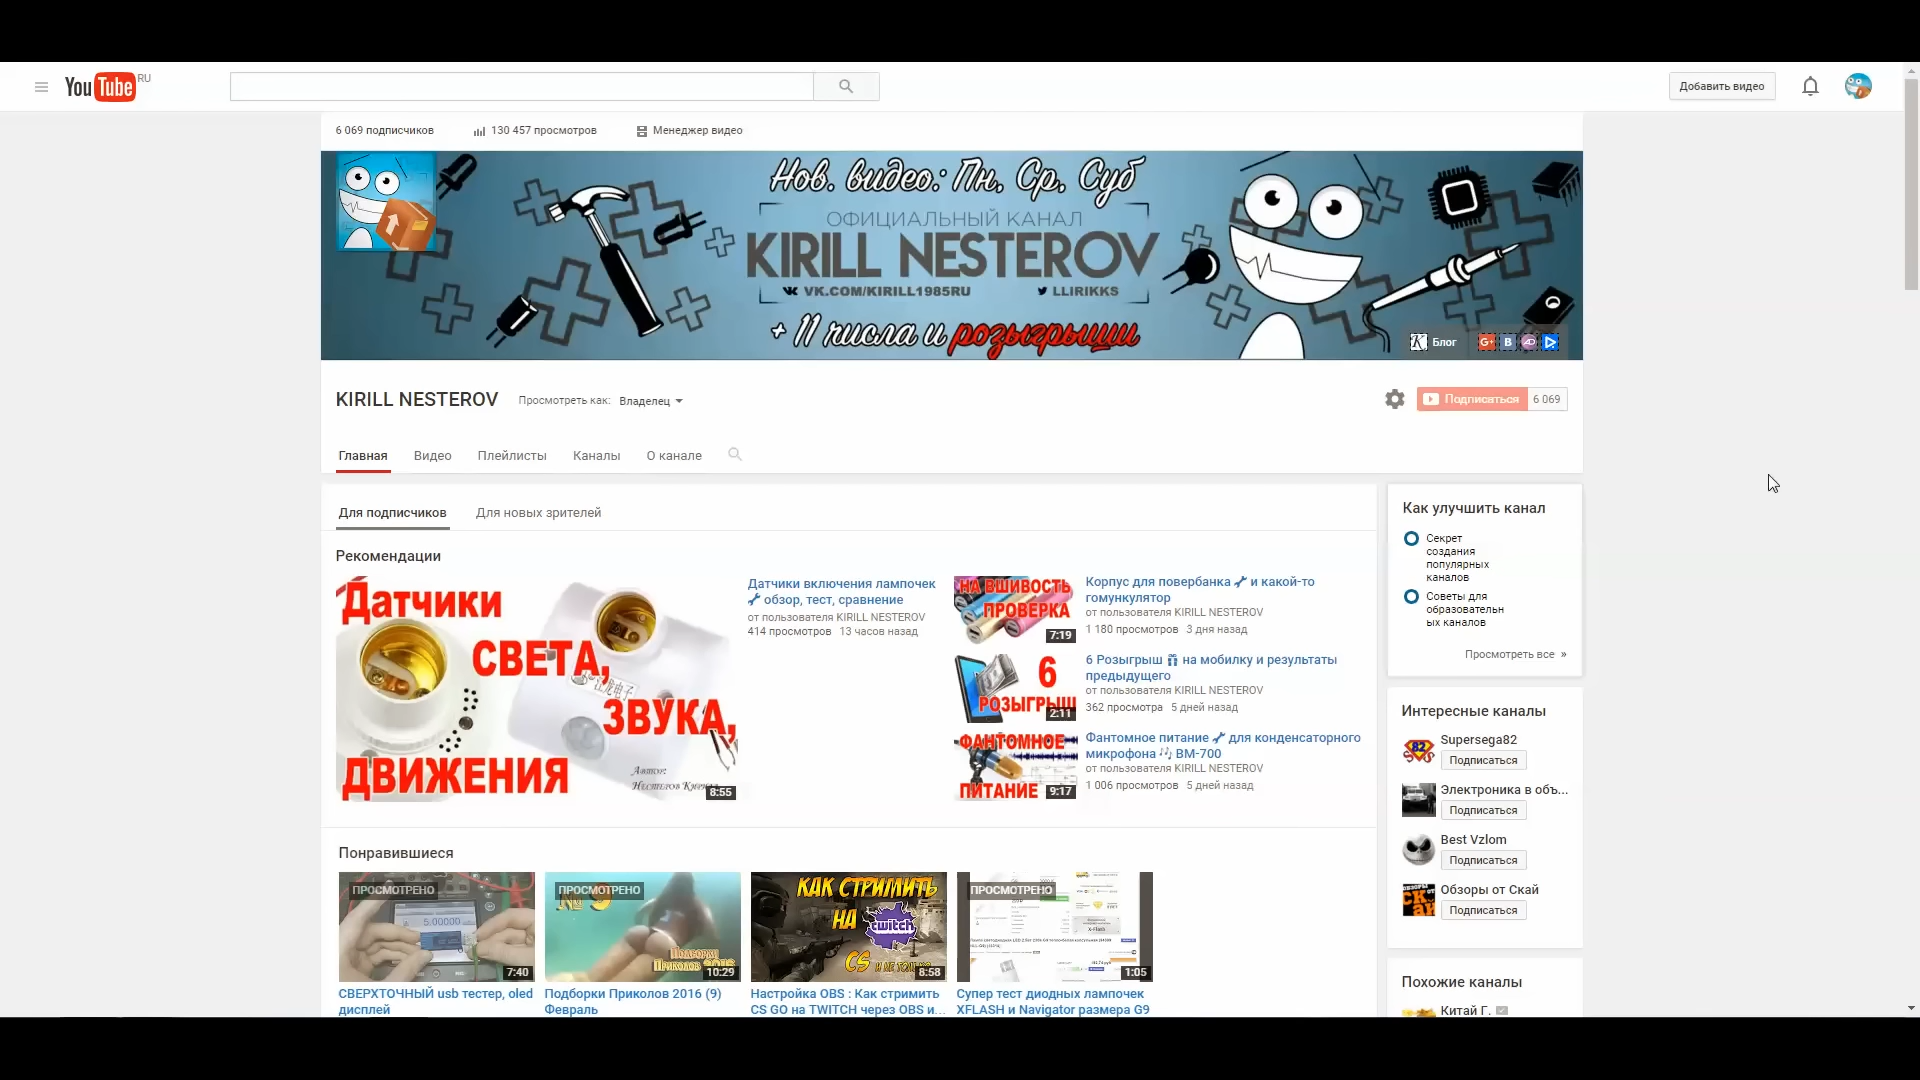 YouTube RU
Добавить видео
6 069 подписчиков
130 457 просмотров
Менеджер видео
Нов. видео: Пн, Ср, Суб
ОФИЦИАЛЬНЫЙ КАНАЛ
KIRILL NESTEROV
VK.COM/KIRILL1985RU
LLIRIKKS
+ 11 числа и розыгрыши
Блог
KIRILL NESTEROV
Просмотреть как: Владелец
Подписаться 6 069
Главная
Видео
Плейлисты
Каналы
О канале
Для подписчиков
Для новых зрителей
Рекомендации
Датчики
СВЕТА,
ЗВУКА,
ДВИЖЕНИЯ
Автор:
8:55
Датчики включения лампочек
обзор, тест, сравнение
от пользователя KIRILL NESTEROV
414 просмотров 13 часов назад
НА ВШИВОСТЬ
ПРОВЕРКА
7:19
Корпус для повербанка и какой-то
гомункулятор
от пользователя KIRILL NESTEROV
1 180 просмотров 3 дня назад
6
РОЗЫГРЫШ
2:11
6 Розыгрыш на мобилку и результаты
предыдущего
от пользователя KIRILL NESTEROV
362 просмотра 5 дней назад
ФАНТОМНОЕ
ПИТАНИЕ
9:17
Фантомное питание для конденсаторного
микрофона BM-700
от пользователя KIRILL NESTEROV
1 006 просмотров 5 дней назад
Понравившиеся
ПРОСМОТРЕНО
5.00000
7:40
СВЕРХТОЧНЫЙ usb тестер, oled
дисплей
ПРОСМОТРЕНО
№ 9
Подборки
Приколов
10:29
Подборки Приколов 2016 (9)
Февраль
КАК СТРИМИТЬ
НА
twitch
CS И НЕ ТОЛЬКО
8:58
Настройка OBS : Как стримить
CS GO на TWITCH через OBS и...
ПРОСМОТРЕНО
1:05
Супер тест диодных лампочек
XFLASH и Navigator размера G9
Как улучшить канал
Секрет
создания
популярных
каналов
Советы для
образовательн
ых каналов
Просмотреть все »
Интересные каналы
Supersega82
Подписаться
Электроника в объ...
Подписаться
Best Vzlom
Подписаться
Обзоры от Скай
Подписаться
Похожие каналы
Китай Г.